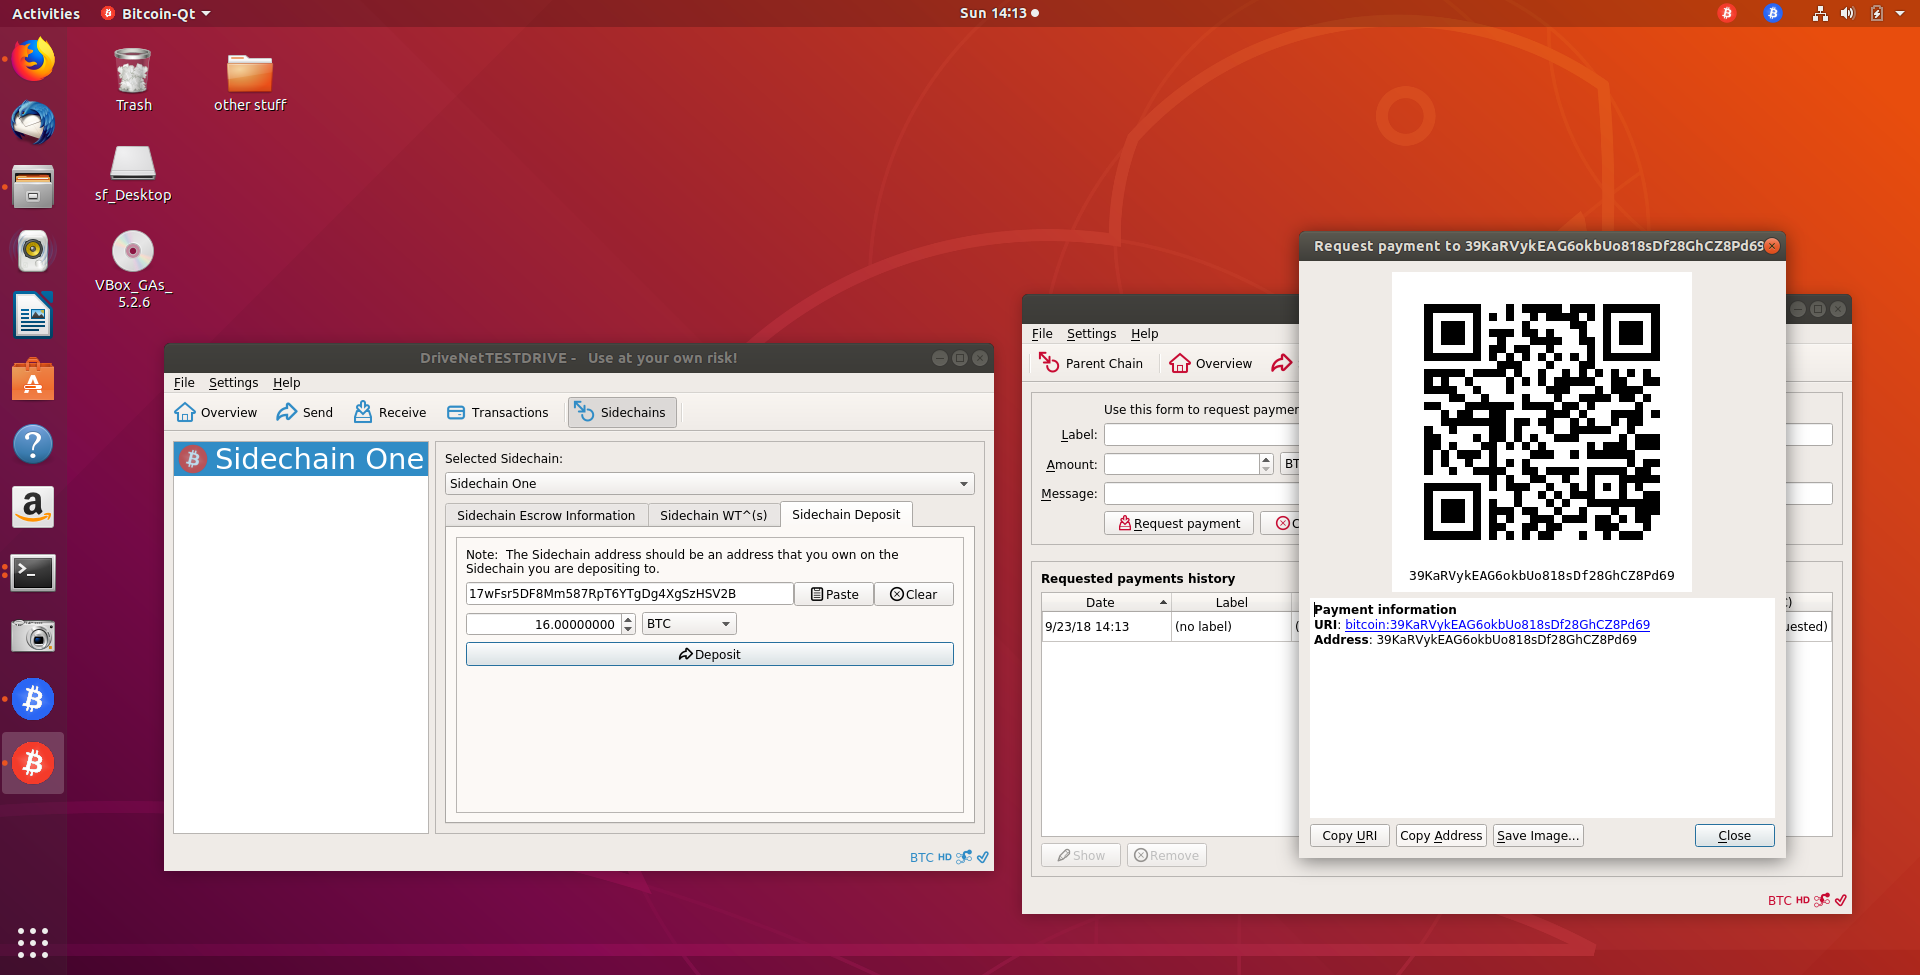 Activities
Bitcoin-Qt
Sun 14:13
Trash
other stuff
sf_Desktop
VBox_GAs_
5.2.6
DriveNetTESTDRIVE - Use at your own risk!
File Settings Help
Overview Send Receive Transactions Sidechains
Sidechain One
Selected Sidechain:
Sidechain One
Sidechain Escrow Information
Sidechain WT^(s)
Sidechain Deposit
Note: The Sidechain address should be an address that you own on the
Sidechain you are depositing to.
17wFsr5DF8Mm587RpT6YTgDg4XgSzHSV2B
Paste
Clear
16.00000000
BTC
Deposit
BTC HD
File Settings Help
Parent Chain
Overview
Use this form to request paymen
Label:
Amount:
BT
Message:
Request payment
C
Requested payments history
Date
Label
)
9/23/18 14:13
(no label)
(
uested)
Show
Remove
BTC HD
Request payment to 39KaRVykEAG6okbUo818sDf28GhCZ8Pd69
39KaRVykEAG6okbUo818sDf28GhCZ8Pd69
Payment information
URI: bitcoin:39KaRVykEAG6okbUo818sDf28GhCZ8Pd69
Address: 39KaRVykEAG6okbUo818sDf28GhCZ8Pd69
Copy URI
Copy Address
Save Image...
Close